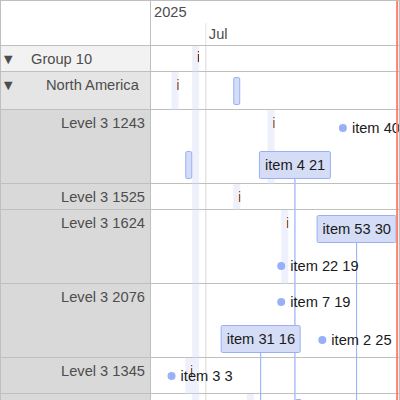 2025
Jul
▼ Group 10
i
▼ North America
i
Level 3 1243
i
item 40
item 4 21
Level 3 1525
i
Level 3 1624
i
item 53 30
item 22 19
Level 3 2076
item 7 19
item 31 16
item 2 25
Level 3 1345
i
item 3 3